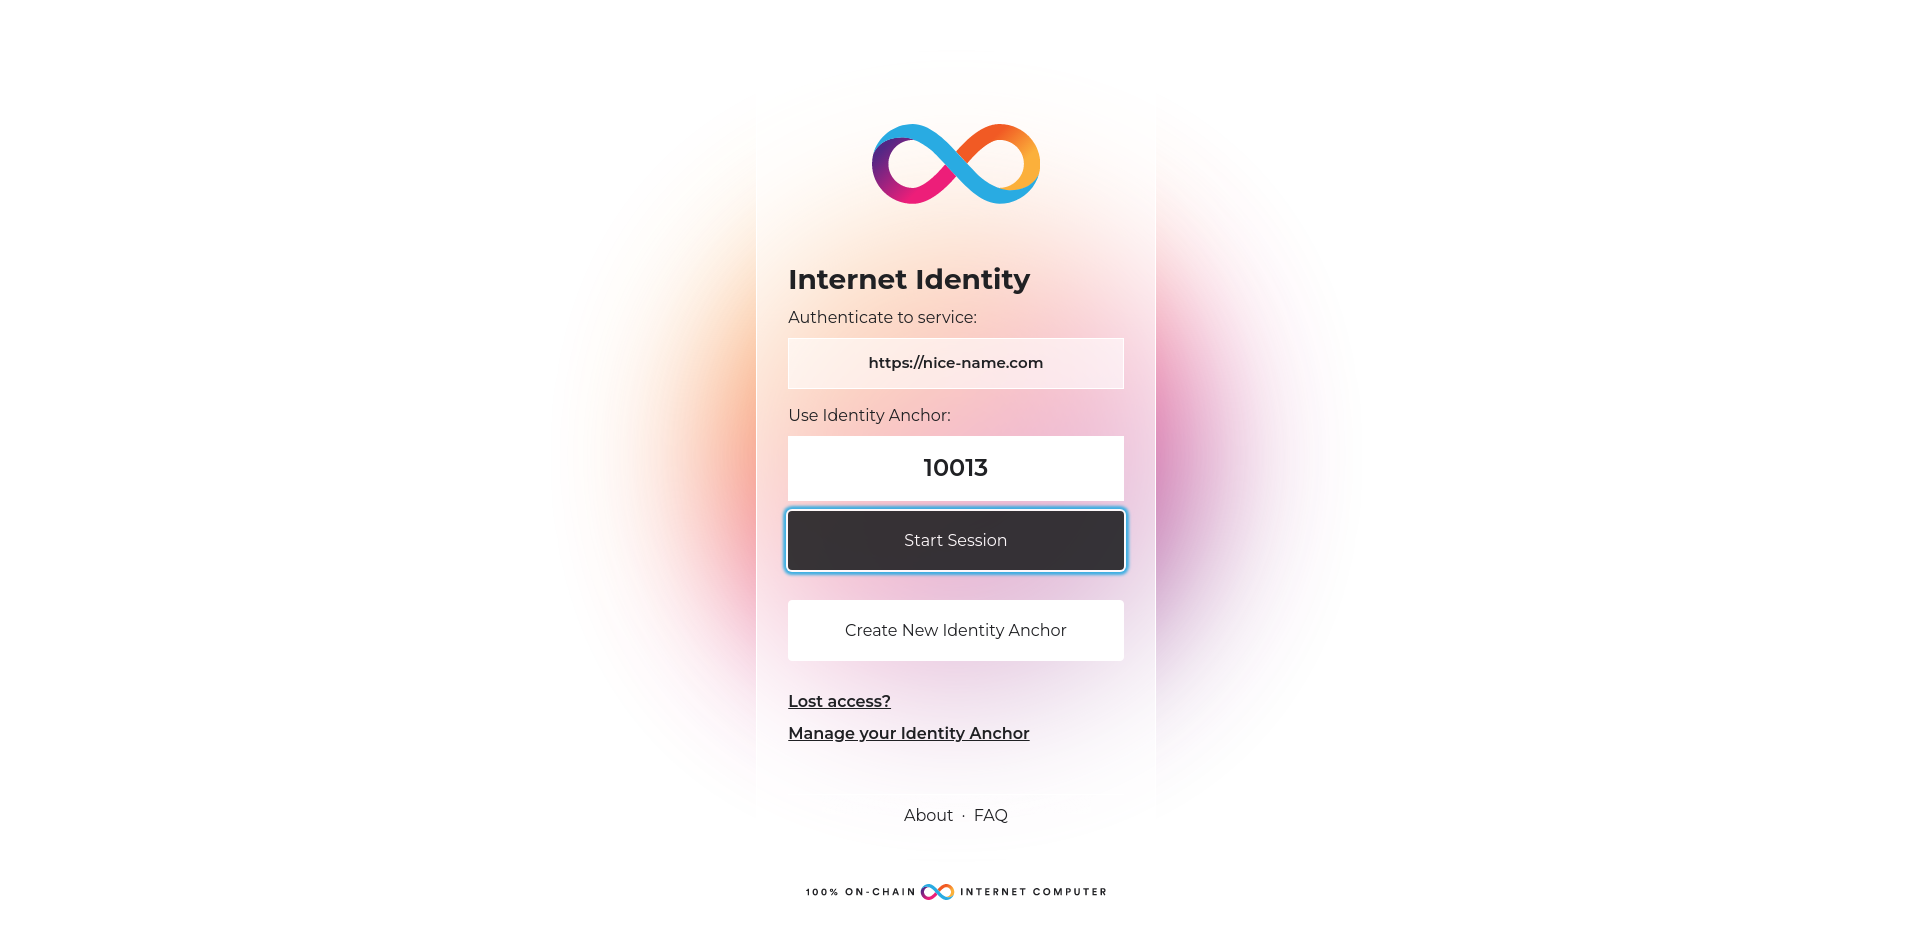 Internet Identity
Authenticate to service:
https://nice-name.com
Use Identity Anchor:
10013
Start Session
Create New Identity Anchor
Lost access?
Manage your Identity Anchor
About · FAQ
100% ON-CHAIN INTERNET COMPUTER